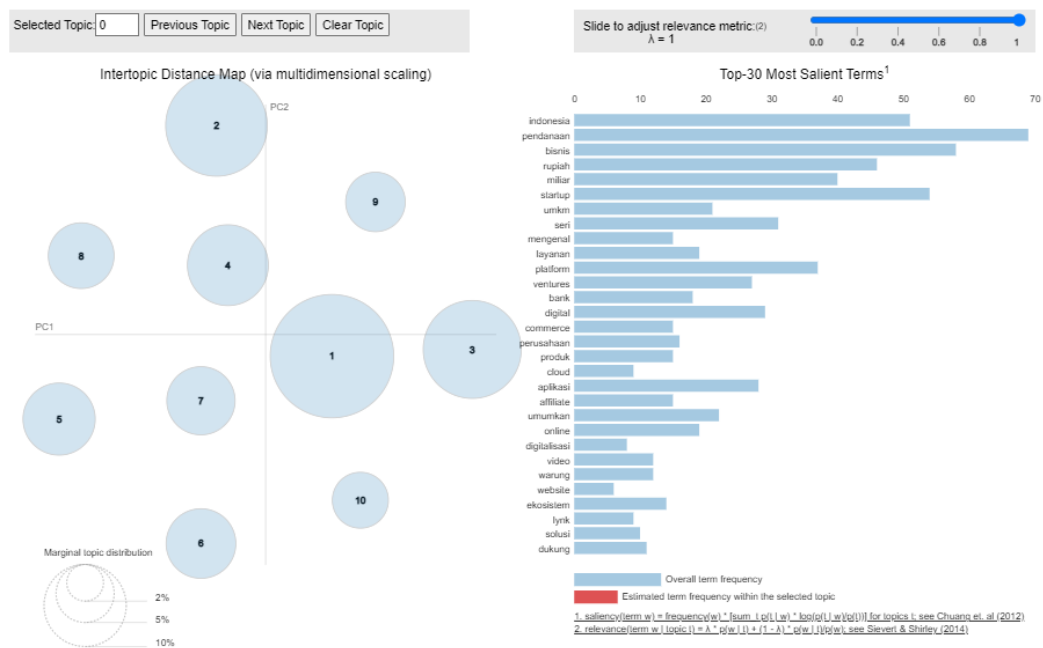 Selected Topic: 0 Previous Topic Next Topic Clear Topic
Slide to adjust relevance metric:(2)
λ = 1
0.0 0.2 0.4 0.6 0.8 1
Intertopic Distance Map (via multidimensional scaling)
PC2
PC1
2
9
8
4
1
3
7
5
10
6
Marginal topic distribution
2%
5%
10%
Top-30 Most Salient Terms1
0 10 20 30 40 50 60 70
indonesia
pendanaan
bisnis
rupiah
miliar
startup
umkm
seri
mengenal
layanan
platform
ventures
bank
digital
commerce
perusahaan
produk
cloud
aplikasi
affiliate
umumkan
online
digitalisasi
video
warung
website
ekosistem
lynk
solusi
dukung
Overall term frequency
Estimated term frequency within the selected topic
1. saliency(term w) = frequency(w) * [sum_t p(t | w) * log(p(t | w)/p(t))] for topics t; see Chuang et. al (2012)
2. relevance(term w | topic t) = λ * p(w | t) + (1 - λ) * p(w | t)/p(w); see Sievert & Shirley (2014)